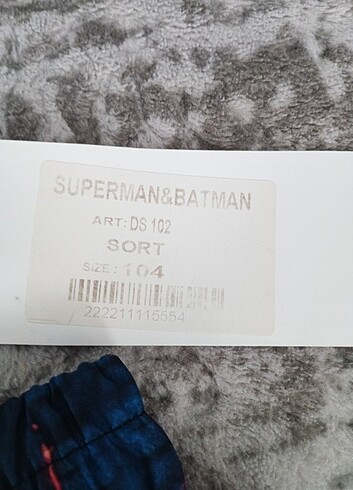 SUPERMAN&BATMAN
ART: DS 102
SORT
SIZE : 104
222211115554